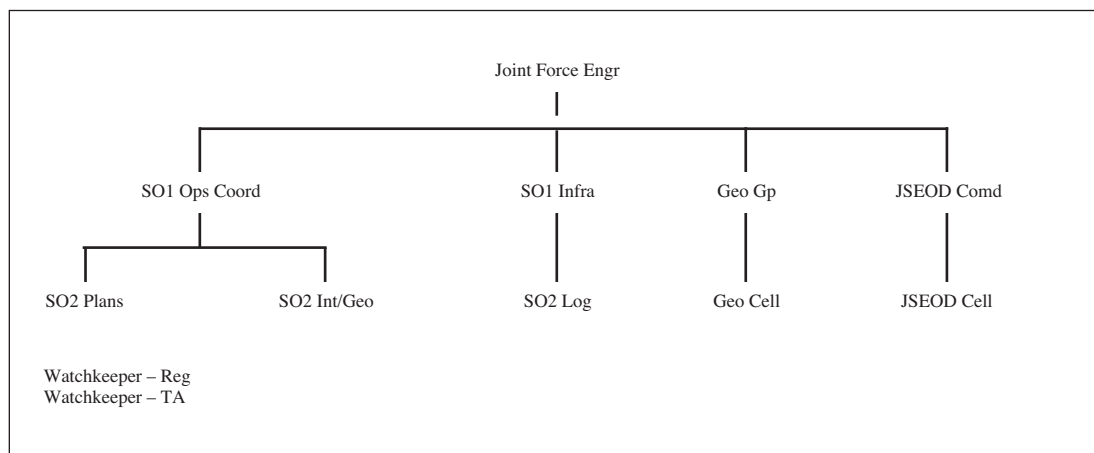 Joint Force Engr
SO1 Ops Coord
SO1 Infra
Geo Gp
JSEOD Comd
SO2 Plans
SO2 Int/Geo
SO2 Log
Geo Cell
JSEOD Cell
Watchkeeper – Reg
Watchkeeper – TA